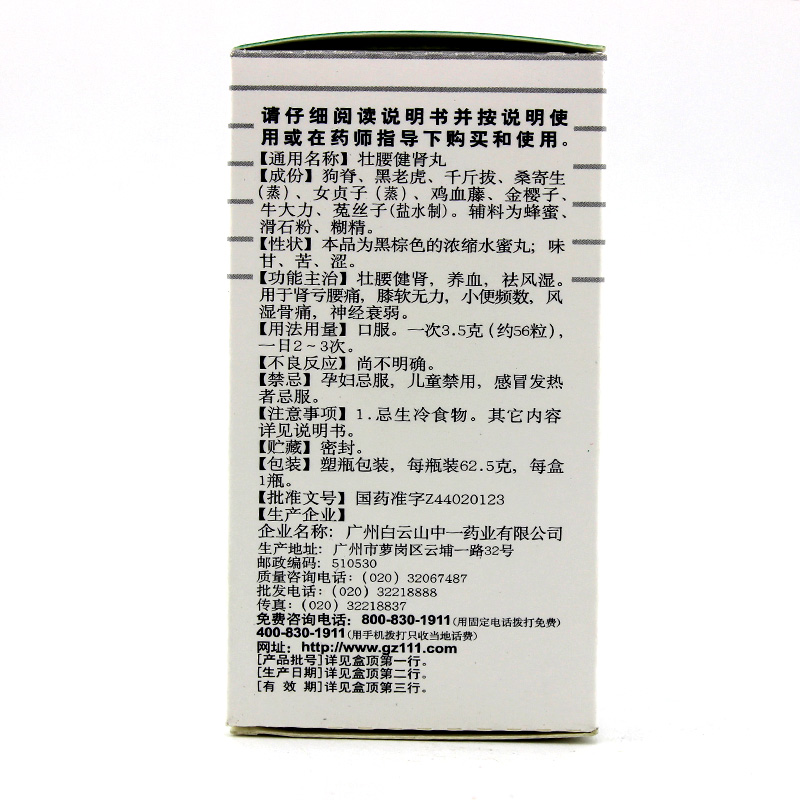 请仔细阅读说明书并按说明使
用或在药师指导下购买和使用。
【通用名称】壮腰健肾丸
【成份】狗脊、黑老虎、千斤拔、桑寄生
(蒸)、女贞子(蒸)、鸡血藤、金樱子、
牛大力、菟丝子(盐水制)。辅料为蜂蜜、
滑石粉、糊精。
【性状】本品为黑棕色的浓缩水蜜丸；味
甘、苦、涩。
【功能主治】壮腰健肾，养血，祛风湿。
用于肾亏腰痛，膝软无力，小便频数，风
湿骨痛，神经衰弱。
【用法用量】口服。一次3.5克(约56粒)，
一日2～3次。
【不良反应】尚不明确。
【禁忌】孕妇忌服，儿童禁用，感冒发热
者忌服。
【注意事项】1.忌生冷食物。其它内容
详见说明书。
【贮藏】密封。
【包装】塑瓶包装，每瓶装62.5克，每盒
1瓶。
【批准文号】国药准字Z44020123
【生产企业】
企业名称：广州白云山中一药业有限公司
生产地址：广州市萝岗区云埔一路32号
邮政编码：510530
质量咨询电话：(020) 32067487
批发电话：(020) 32218888
传真：(020) 32218837
免费咨询电话：800-830-1911(用固定电话拨打免费)
400-830-1911(用手机拨打只收当地话费)
网址：http://www.gz111.com
[产品批号]详见盒顶第一行。
[生产日期]详见盒顶第二行。
[有 效 期]详见盒顶第三行。